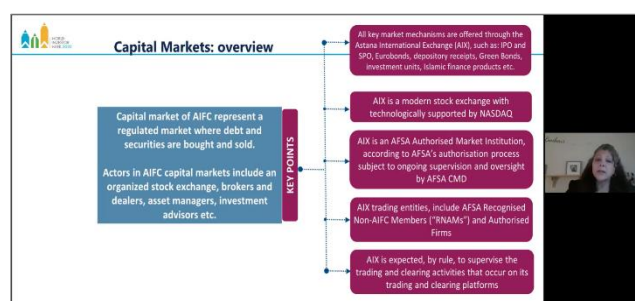 WORLD
INVESTOR
WEEK 2020
Capital Markets: overview
Capital market of AIFC represent a
regulated market where debt and
securities are bought and sold.
Actors in AIFC capital markets include an
organized stock exchange, brokers and
dealers, asset managers, investment
advisors etc.
KEY POINTS
All key market mechanisms are offered through the
Astana International Exchange (AIX), such as: IPO and
SPO, Eurobonds, depository receipts, Green Bonds,
investment units, Islamic finance products etc.
AIX is a modern stock exchange with
technologically supported by NASDAQ
AIX is an AFSA Authorised Market Institution,
according to AFSA's authorisation process
subject to ongoing supervision and oversight
by AFSA CMD
AIX trading entities, include AFSA Recognised
Non-AIFC Members ("RNAMs") and Authorised
Firms
AIX is expected, by rule, to supervise the
trading and clearing activities that occur on its
trading and clearing platforms